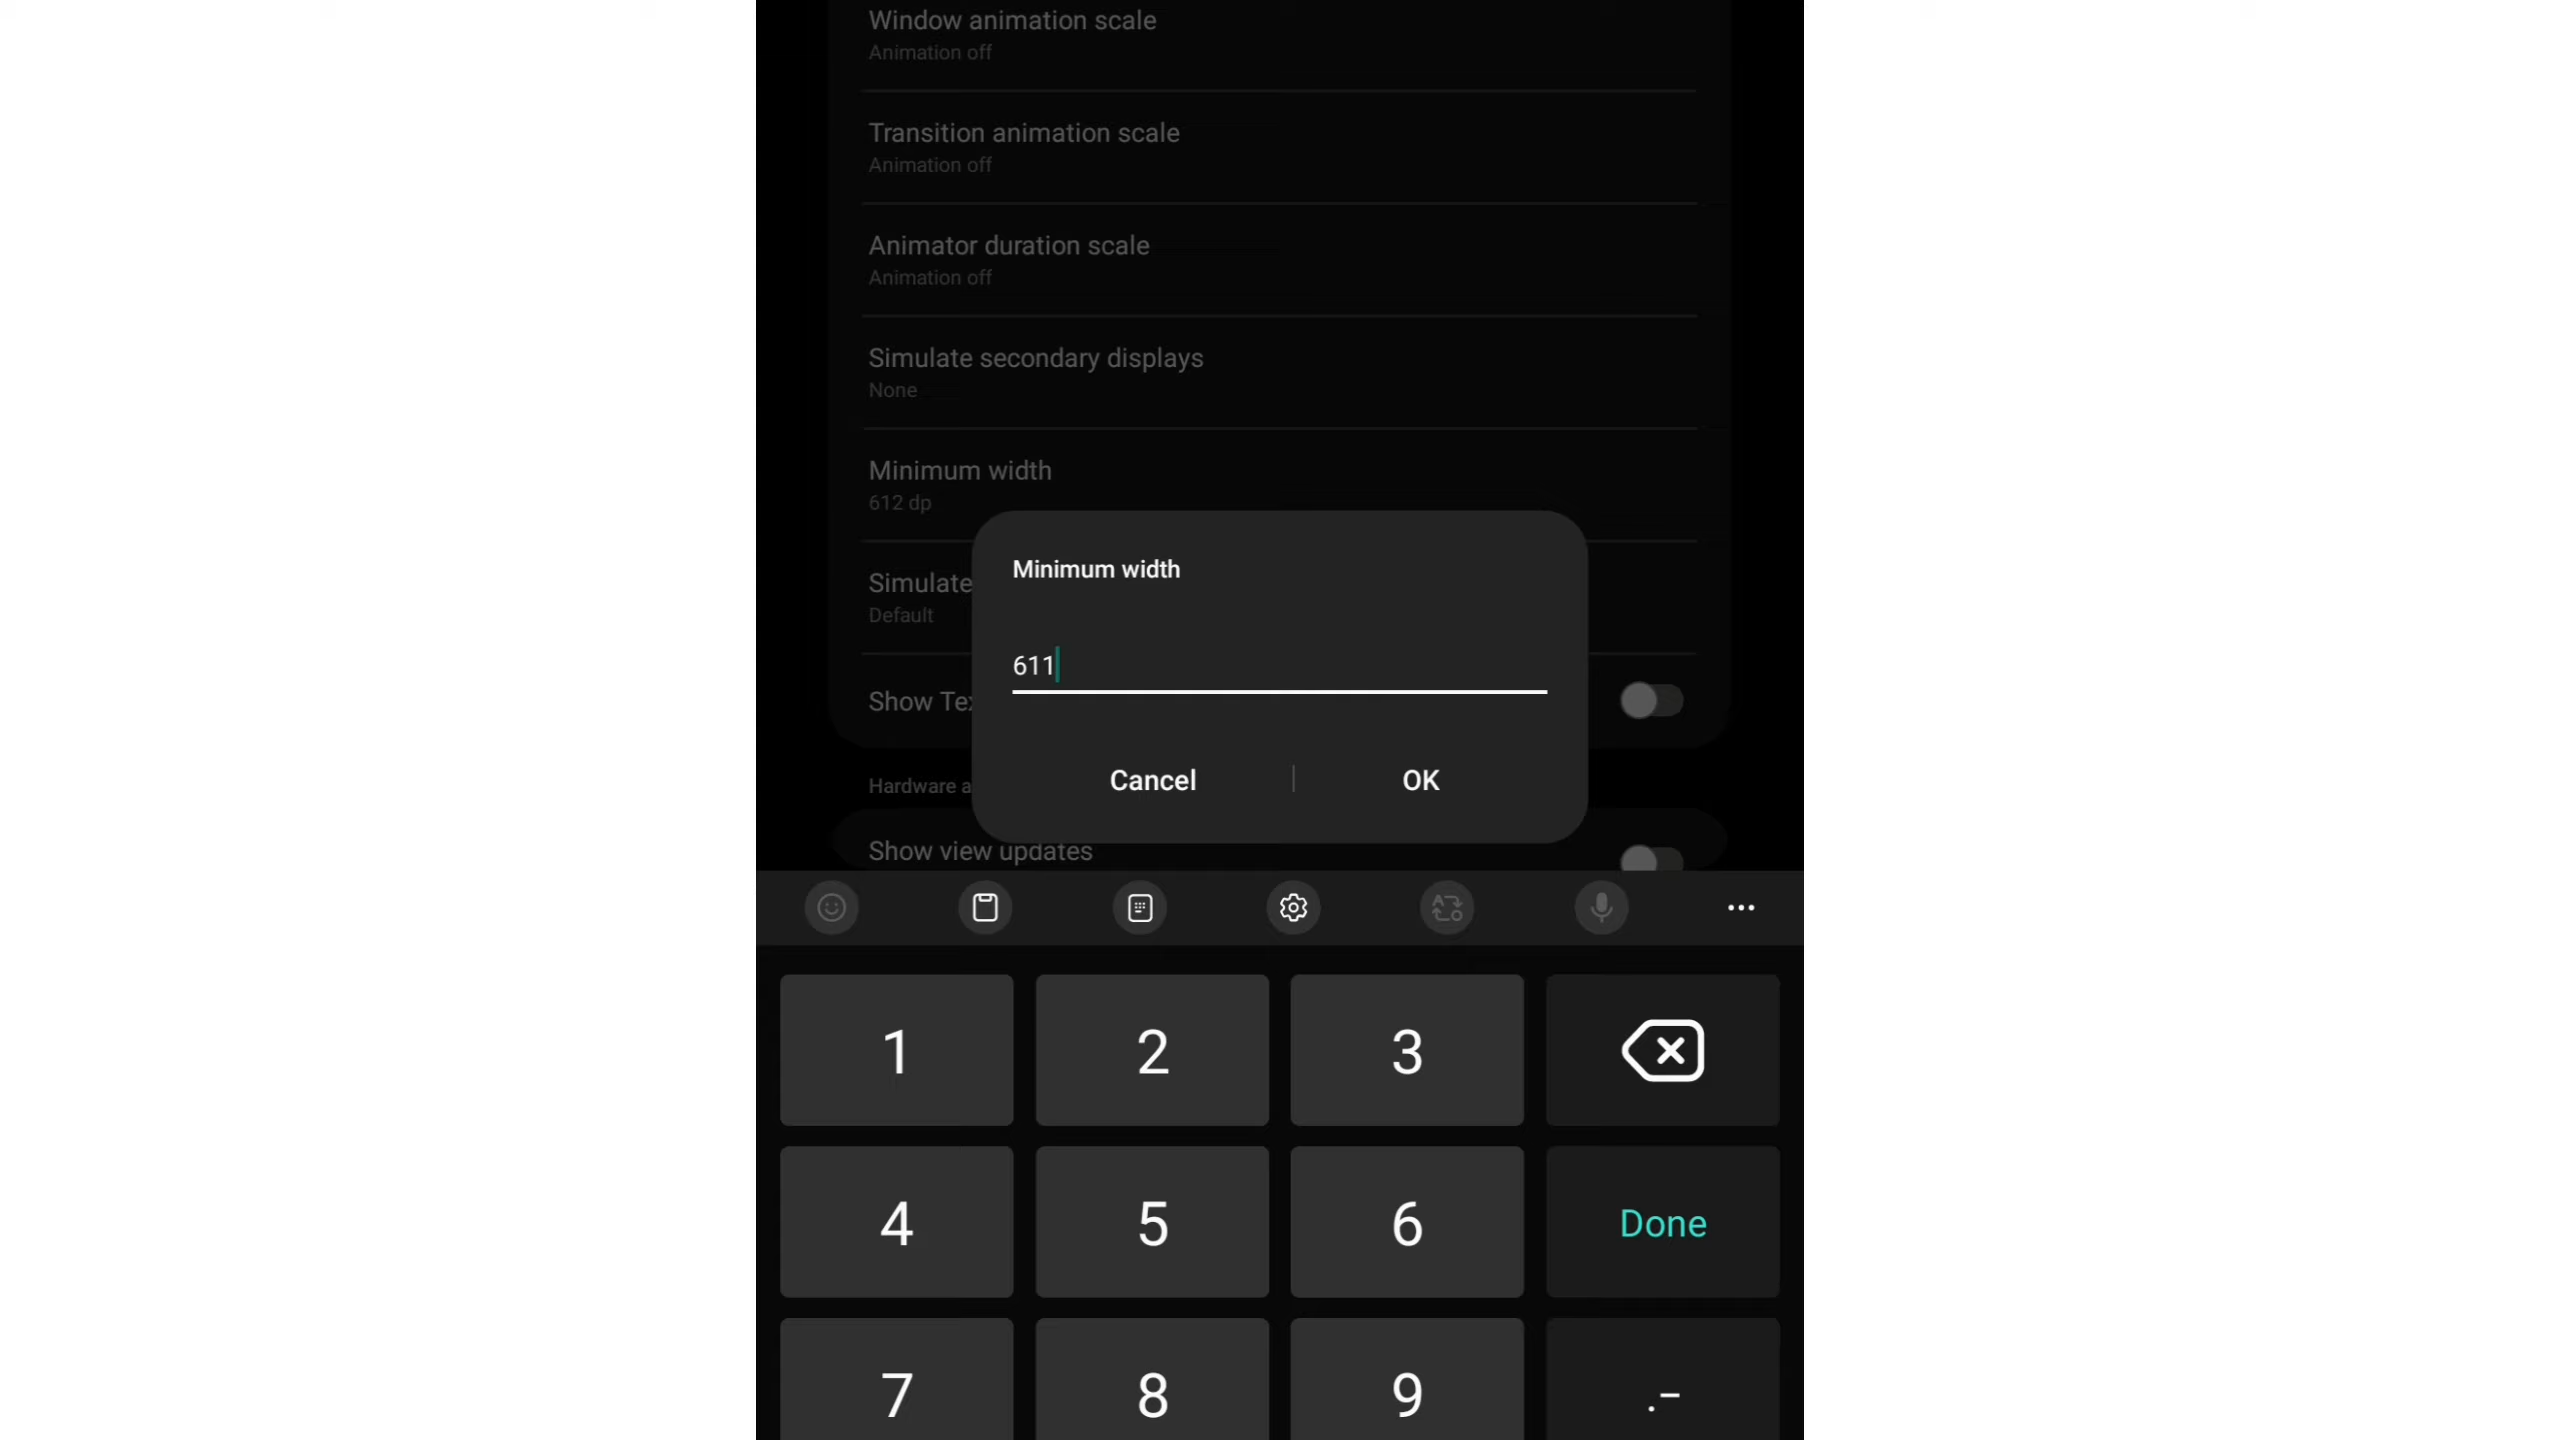 Window animation scale
Animation off
Transition animation scale
Animation off
Animator duration scale
Animation off
Simulate secondary displays
None
Minimum width
612 dp
Minimum width
Simulate
Default
611
Show Tex
Cancel
OK
Hardware a
Show view updates
1 2 3
4 5 6 Done
7 8 9 .–